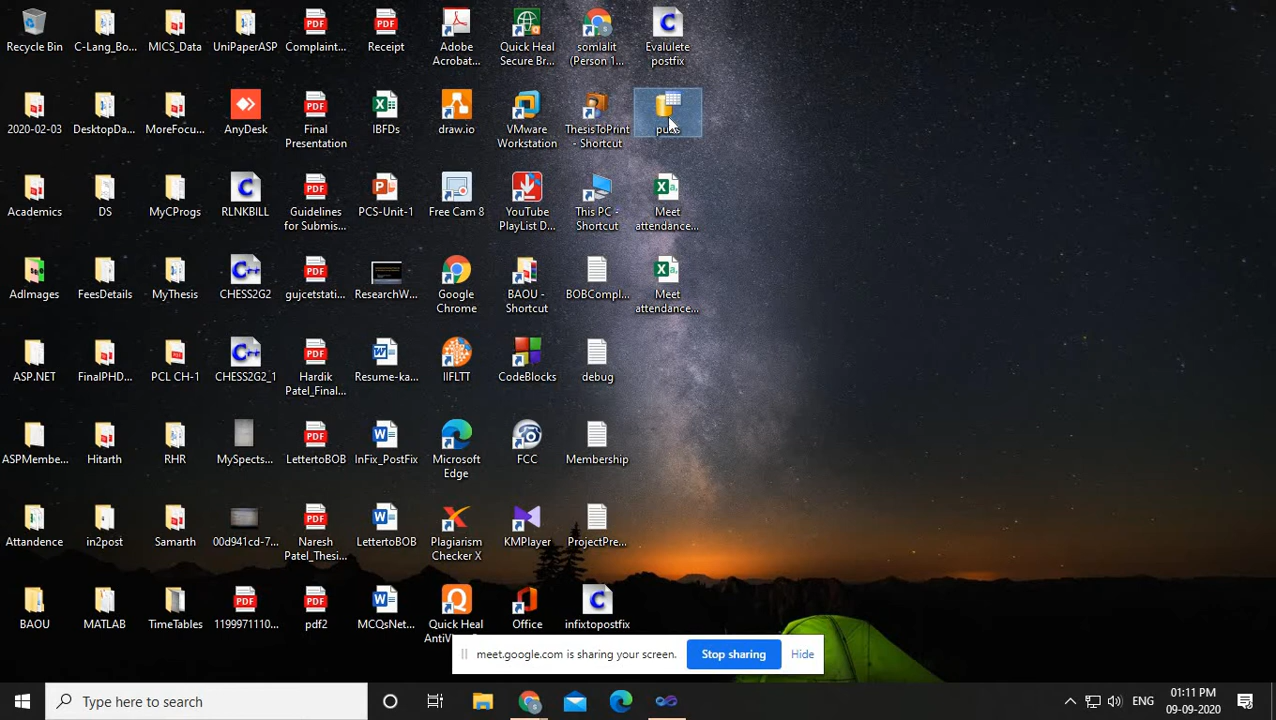 Recycle Bin
C-Lang_Bo...
MICS_Data
UniPaperASP
Complaint...
Receipt
Adobe
Acrobat...
Quick Heal
Secure Br...
somlalit
(Person 1...
Evalulete
postfix
2020-02-03
DesktopDa...
MoreFocu...
AnyDesk
Final
Presentation
IBFDs
draw.io
VMware
Workstation
ThesisToPrint
- Shortcut
Academics
DS
MyCProgs
RLNKBILL
Guidelines
for Submis...
PCS-Unit-1
Free Cam 8
YouTube
PlayList D...
This PC -
Shortcut
Meet
attendance...
AdImages
FeesDetails
MyThesis
CHESS2G2
gujcetstati...
ResearchW...
Google
Chrome
BAOU -
Shortcut
BOBCompl...
Meet
attendance...
ASP.NET
FinalPHD...
PCL CH-1
CHESS2G2_1
Hardik
Patel_Final...
Resume-ka...
IIFLTT
CodeBlocks
debug
ASPMembe...
Hitarth
RHR
MySpects...
LettertoBOB
InFix_PostFix
Microsoft
Edge
FCC
Membership
Attandence
in2post
Samarth
00d941cd-7...
Naresh
Patel_Thesi...
LettertoBOB
Plagiarism
Checker X
KMPlayer
ProjectPre...
BAOU
MATLAB
TimeTables
1199971110...
pdf2
MCQsNet...
Quick Heal
Office
infixtopostfix
meet.google.com is sharing your screen.
Stop sharing
Hide
Type here to search
ENG
01:11 PM
09-09-2020